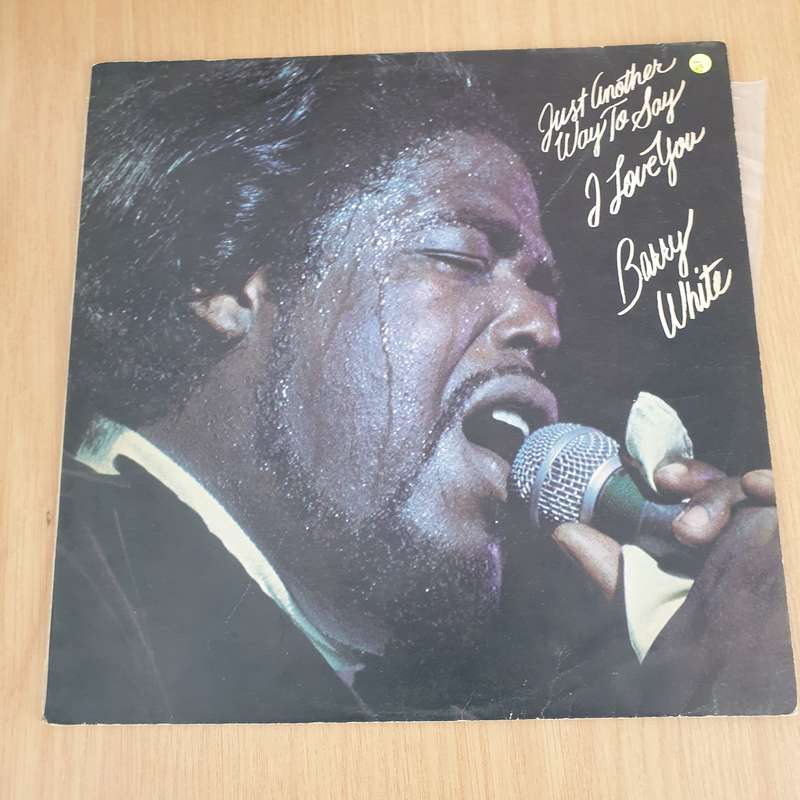 Just Another
Way To Say
I Love You
Barry
White